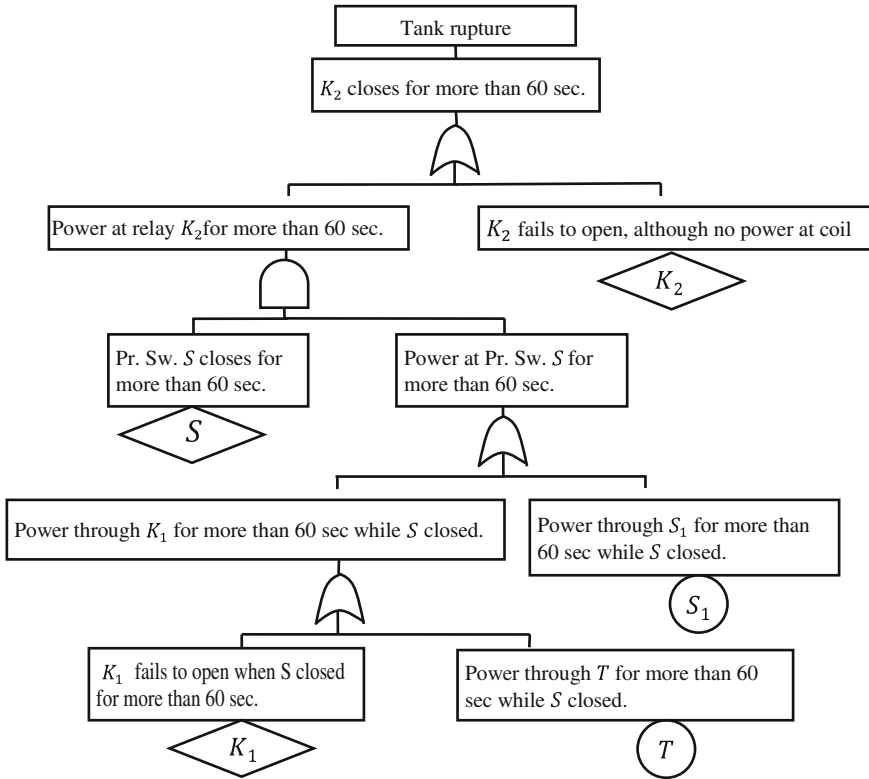 Tank rupture
K₂ closes for more than 60 sec.
Power at relay K₂for more than 60 sec.
K₂ fails to open, although no power at coil
K₂
Pr. Sw. S closes for
more than 60 sec.
S
Power at Pr. Sw. S for
more than 60 sec.
Power through K₁ for more than 60 sec while S closed.
Power through S₁ for more than
60 sec while S closed.
S₁
K₁ fails to open when S closed
for more than 60 sec.
K₁
Power through T for more than 60
sec while S closed.
T